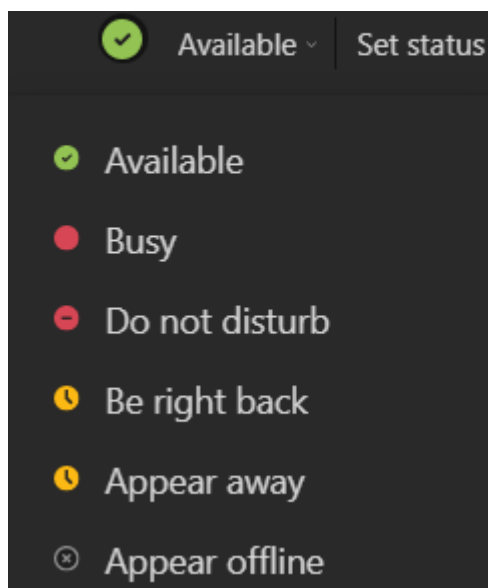 Available Set status
Available
Busy
Do not disturb
Be right back
Appear away
Appear offline